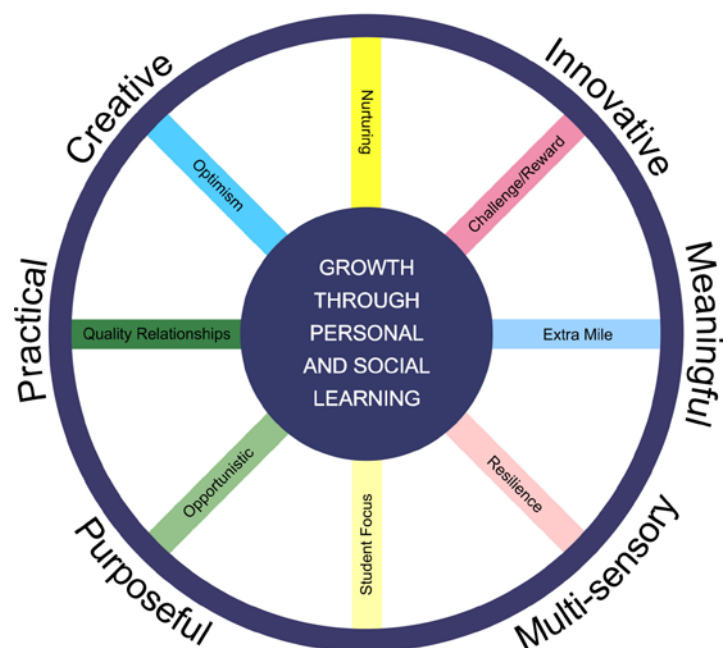 Creative
Innovative
Nurturing
Optimism
Challenge/Reward
GROWTH
THROUGH
PERSONAL
AND SOCIAL
LEARNING
Practical
Quality Relationships
Extra Mile
Meaningful
Opportunistic
Resilience
Student Focus
Purposeful
Multi-sensory